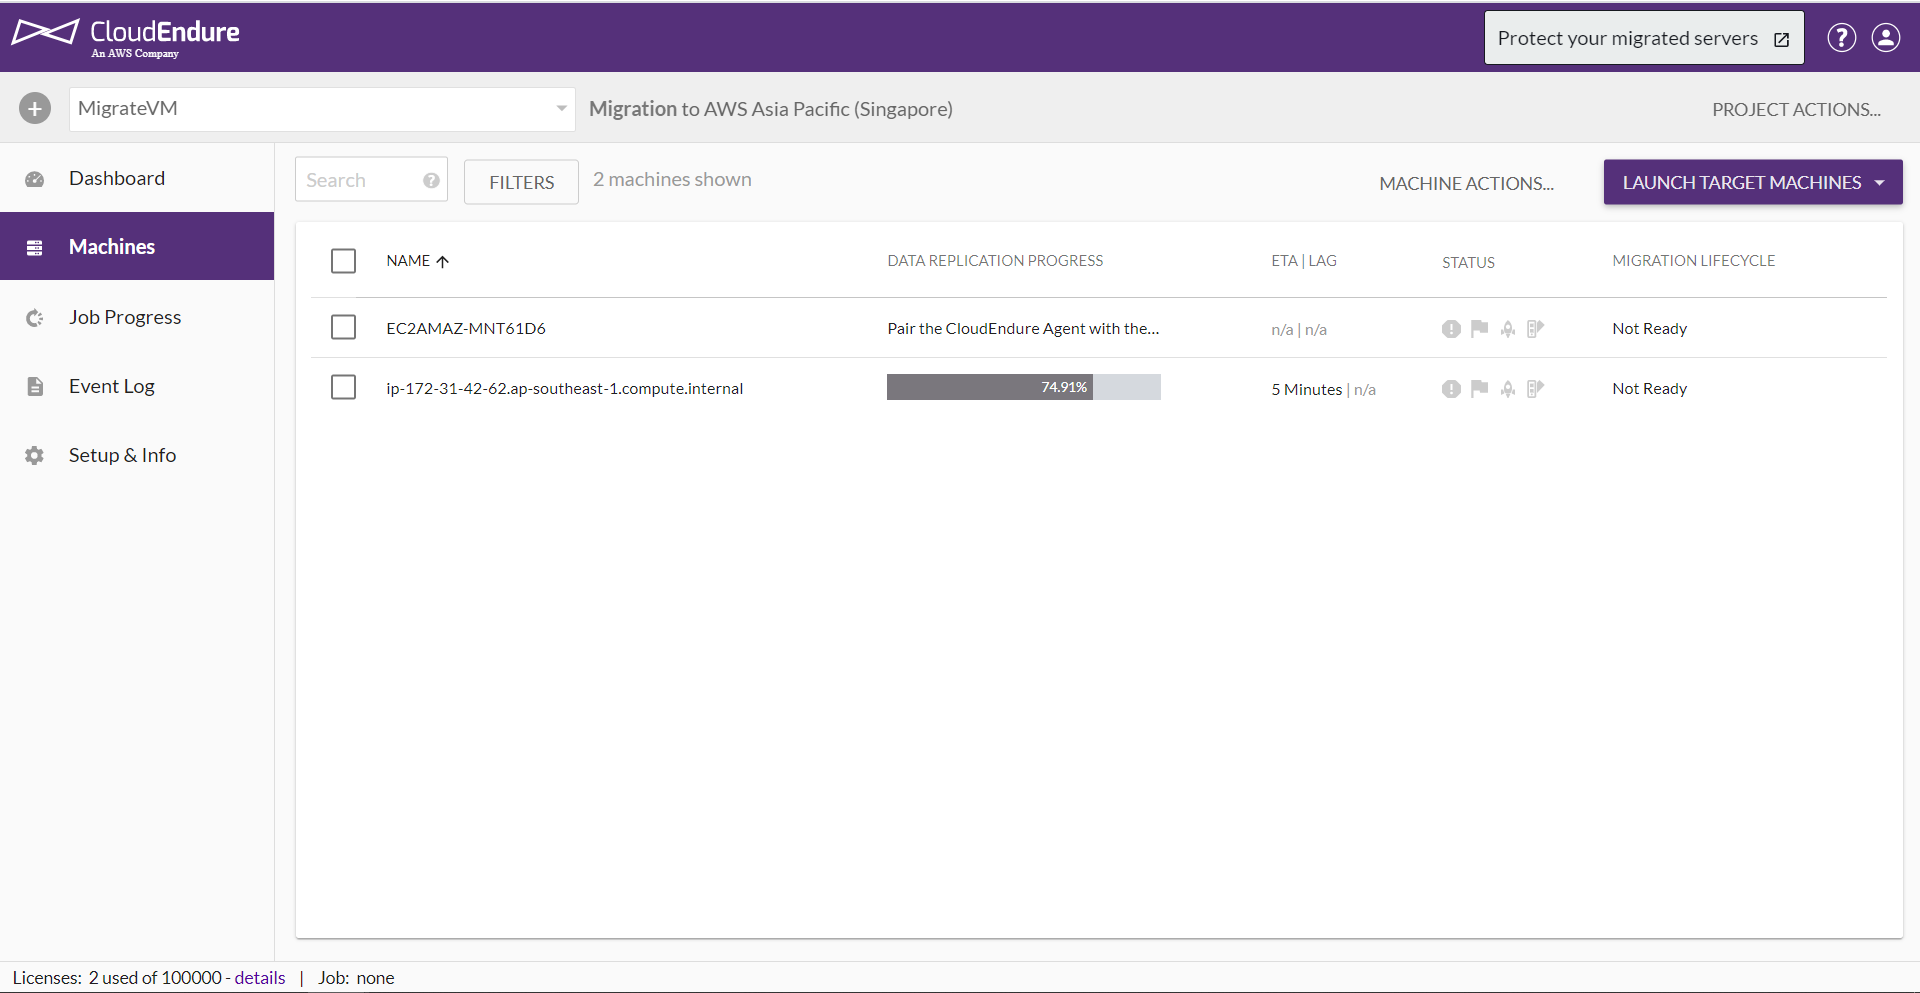 CloudEndure
An AWS Company
Protect your migrated servers
?
+
MigrateVM
Migration to AWS Asia Pacific (Singapore)
PROJECT ACTIONS...
Dashboard
Machines
Job Progress
Event Log
Setup & Info
Search ?
FILTERS
2 machines shown
MACHINE ACTIONS...
LAUNCH TARGET MACHINES
NAME DATA REPLICATION PROGRESS ETA | LAG STATUS MIGRATION LIFECYCLE
EC2AMAZ-MNT61D6 Pair the CloudEndure Agent with the... n/a | n/a Not Ready
ip-172-31-42-62.ap-southeast-1.compute.internal 74.91% 5 Minutes | n/a Not Ready
Licenses: 2 used of 100000 - details | Job: none